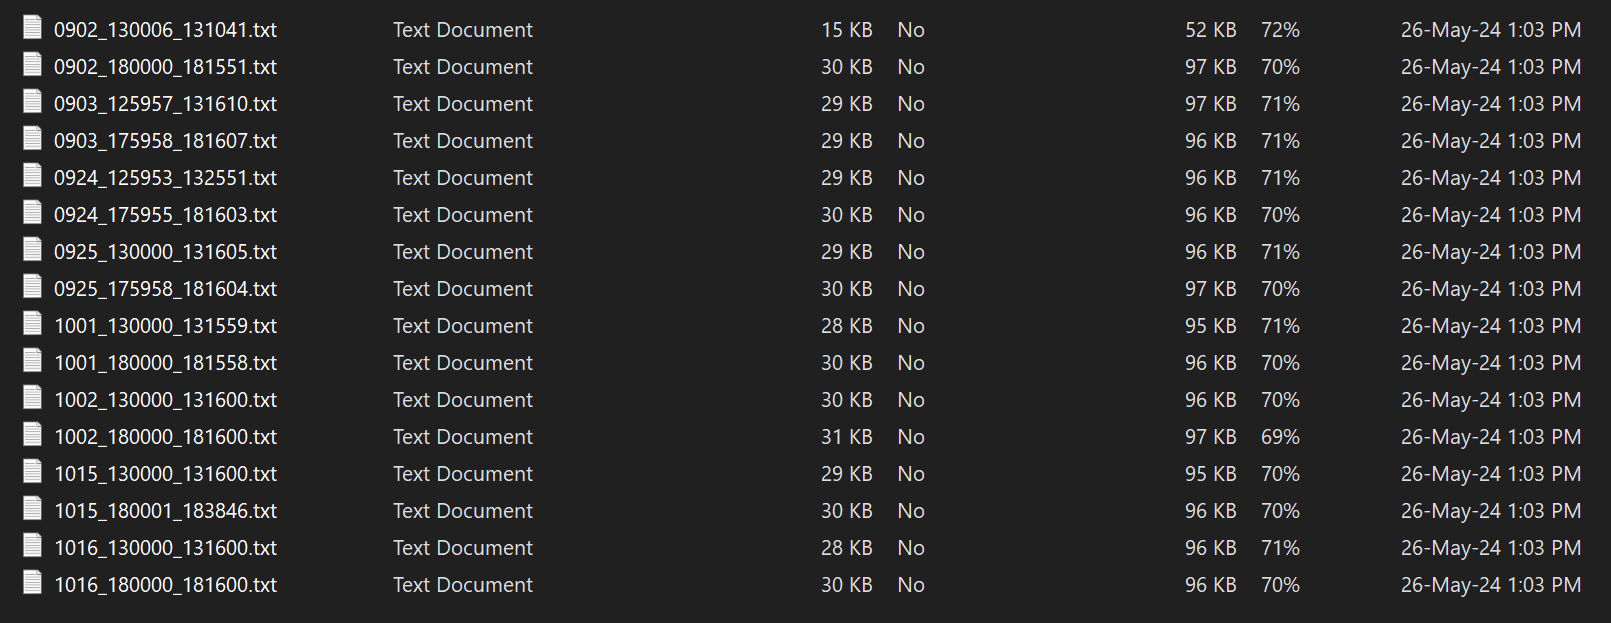 0902_130006_131041.txt Text Document 15 KB No 52 KB 72% 26-May-24 1:03 PM
0902_180000_181551.txt Text Document 30 KB No 97 KB 70% 26-May-24 1:03 PM
0903_125957_131610.txt Text Document 29 KB No 97 KB 71% 26-May-24 1:03 PM
0903_175958_181607.txt Text Document 29 KB No 96 KB 71% 26-May-24 1:03 PM
0924_125953_132551.txt Text Document 29 KB No 96 KB 71% 26-May-24 1:03 PM
0924_175955_181603.txt Text Document 30 KB No 96 KB 70% 26-May-24 1:03 PM
0925_130000_131605.txt Text Document 29 KB No 96 KB 71% 26-May-24 1:03 PM
0925_175958_181604.txt Text Document 30 KB No 97 KB 70% 26-May-24 1:03 PM
1001_130000_131559.txt Text Document 28 KB No 95 KB 71% 26-May-24 1:03 PM
1001_180000_181558.txt Text Document 30 KB No 96 KB 70% 26-May-24 1:03 PM
1002_130000_131600.txt Text Document 30 KB No 96 KB 70% 26-May-24 1:03 PM
1002_180000_181600.txt Text Document 31 KB No 97 KB 69% 26-May-24 1:03 PM
1015_130000_131600.txt Text Document 29 KB No 95 KB 70% 26-May-24 1:03 PM
1015_180001_183846.txt Text Document 30 KB No 96 KB 70% 26-May-24 1:03 PM
1016_130000_131600.txt Text Document 28 KB No 96 KB 71% 26-May-24 1:03 PM
1016_180000_181600.txt Text Document 30 KB No 96 KB 70% 26-May-24 1:03 PM